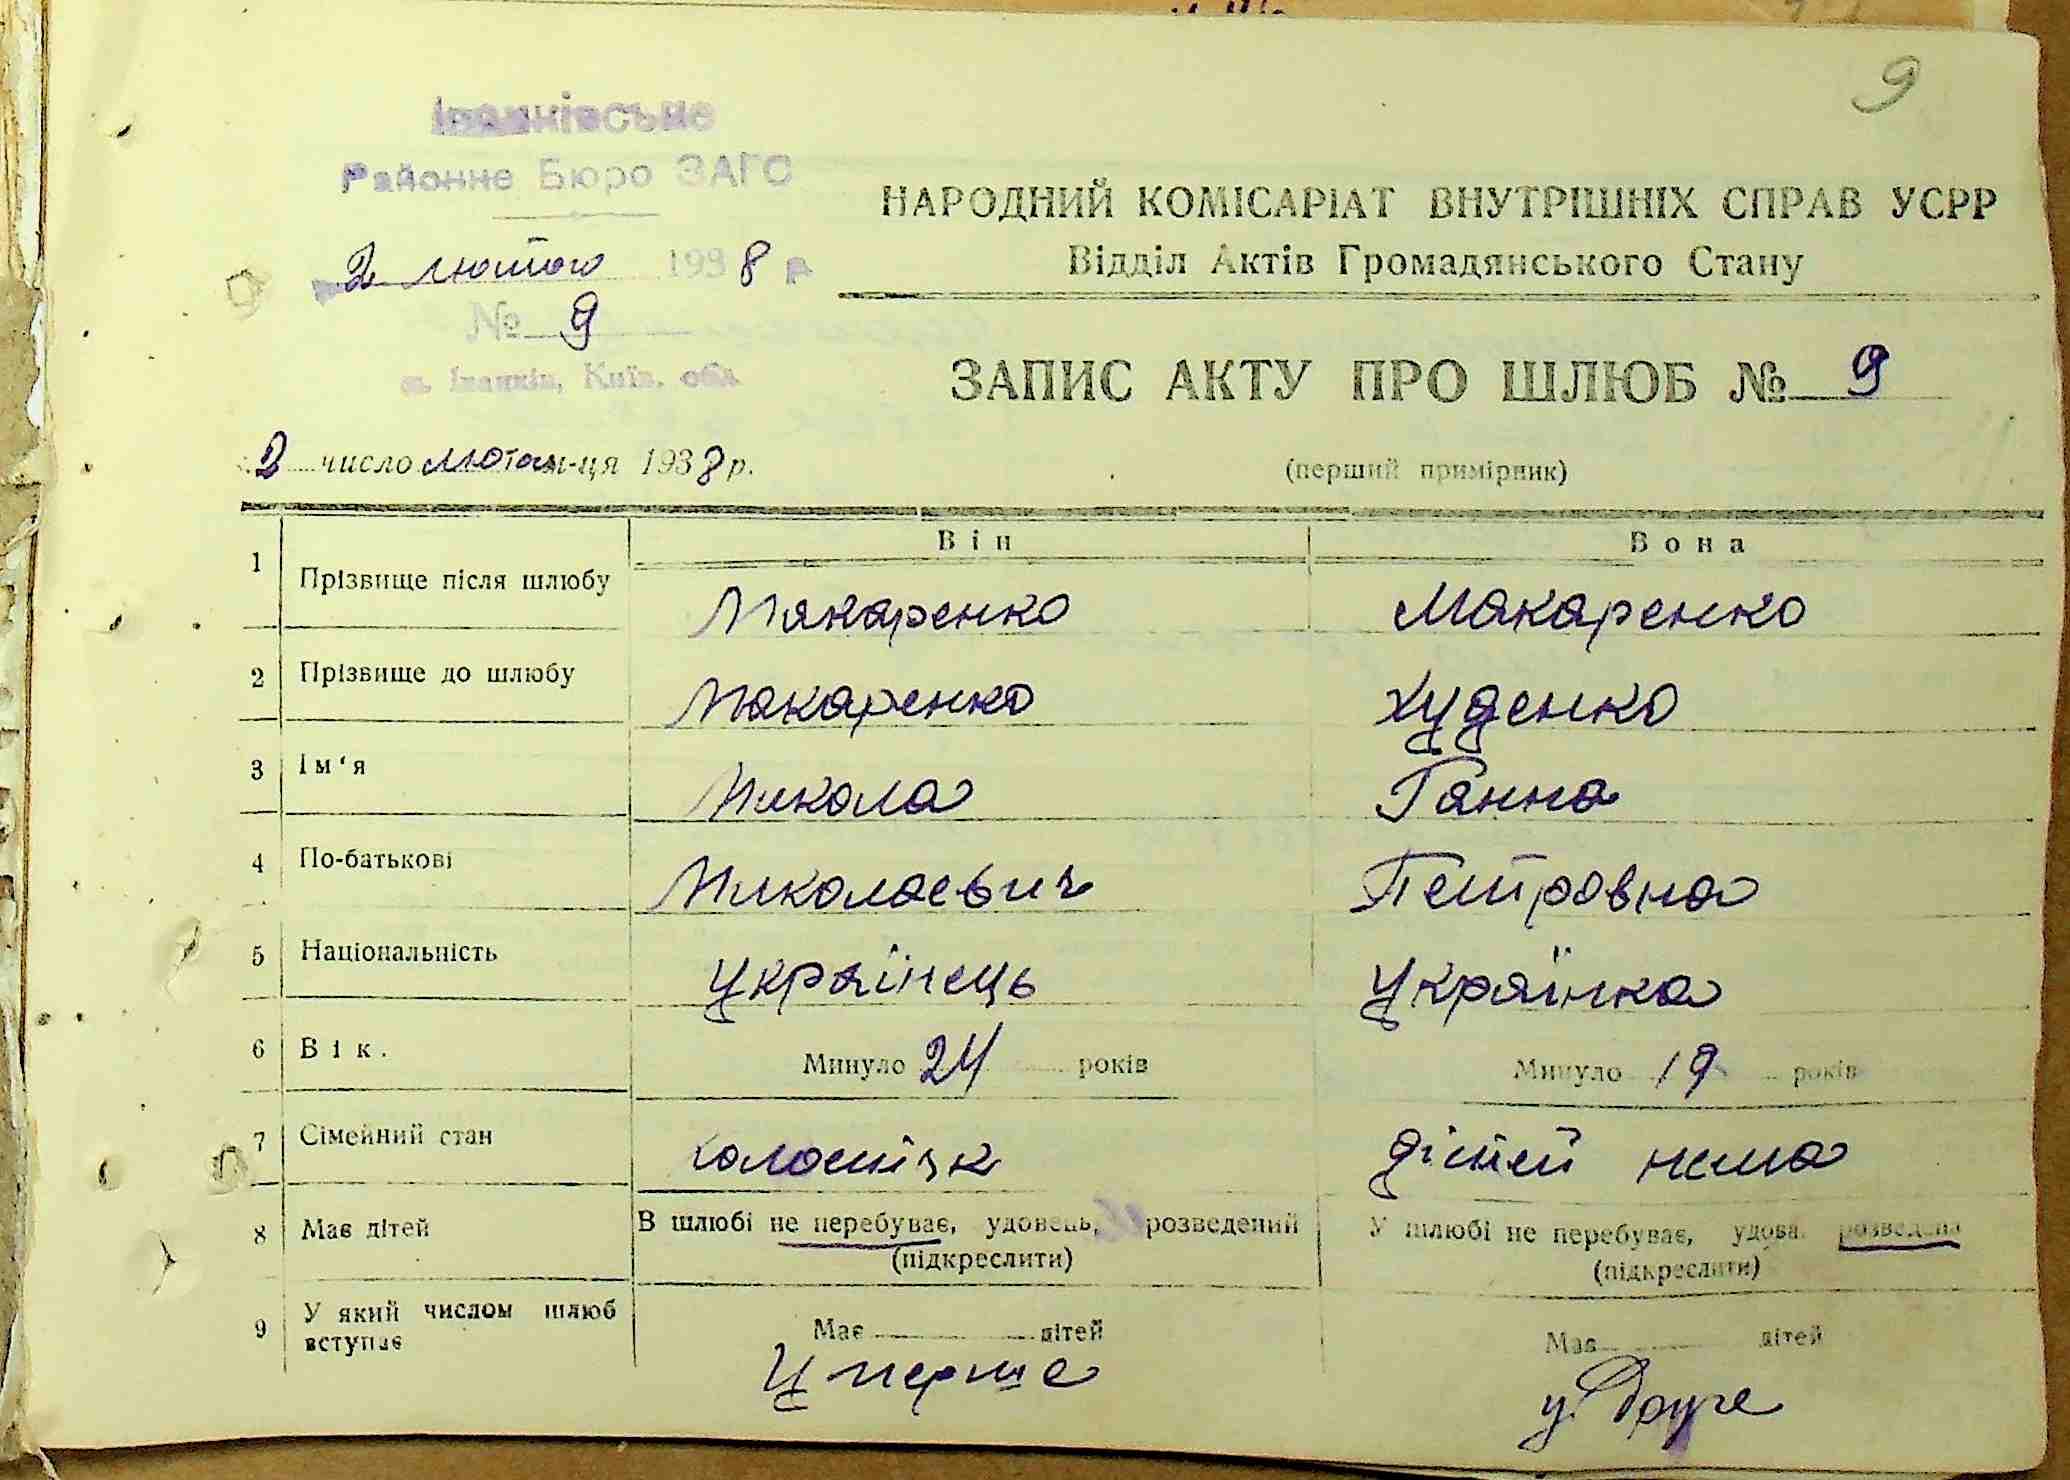 9
Іванківське
Районне Бюро ЗАГС
2 лютого 1938 р
№ 9
м. Іванків, Київ. обл.
НАРОДНИЙ КОМІСАРІАТ ВНУТРІШНІХ СПРАВ УСРР
Відділ Актів Громадянського Стану
ЗАПИС АКТУ ПРО ШЛЮБ № 9
2 число лютого м-ця 1938 р.
(перший примірник)
Він Вона
1 Прізвище після шлюбу Макаренко Макаренко
2 Прізвище до шлюбу Макаренко Худенко
3 Ім'я Микола Ганна
4 По-батькові Миколаевич Петровна
5 Національність Українець Українка
6 Вік. Минуло 24 років Минуло 19 років
7 Сімейний стан холостяк дітей нема
8 Має дітей В шлюбі не перебуває, удовець, розведений У шлюбі не перебуває, удова розведена
(підкреслити) (підкреслити)
9 У який числом шлюб вступає Має дітей Має дітей
У перше у друге